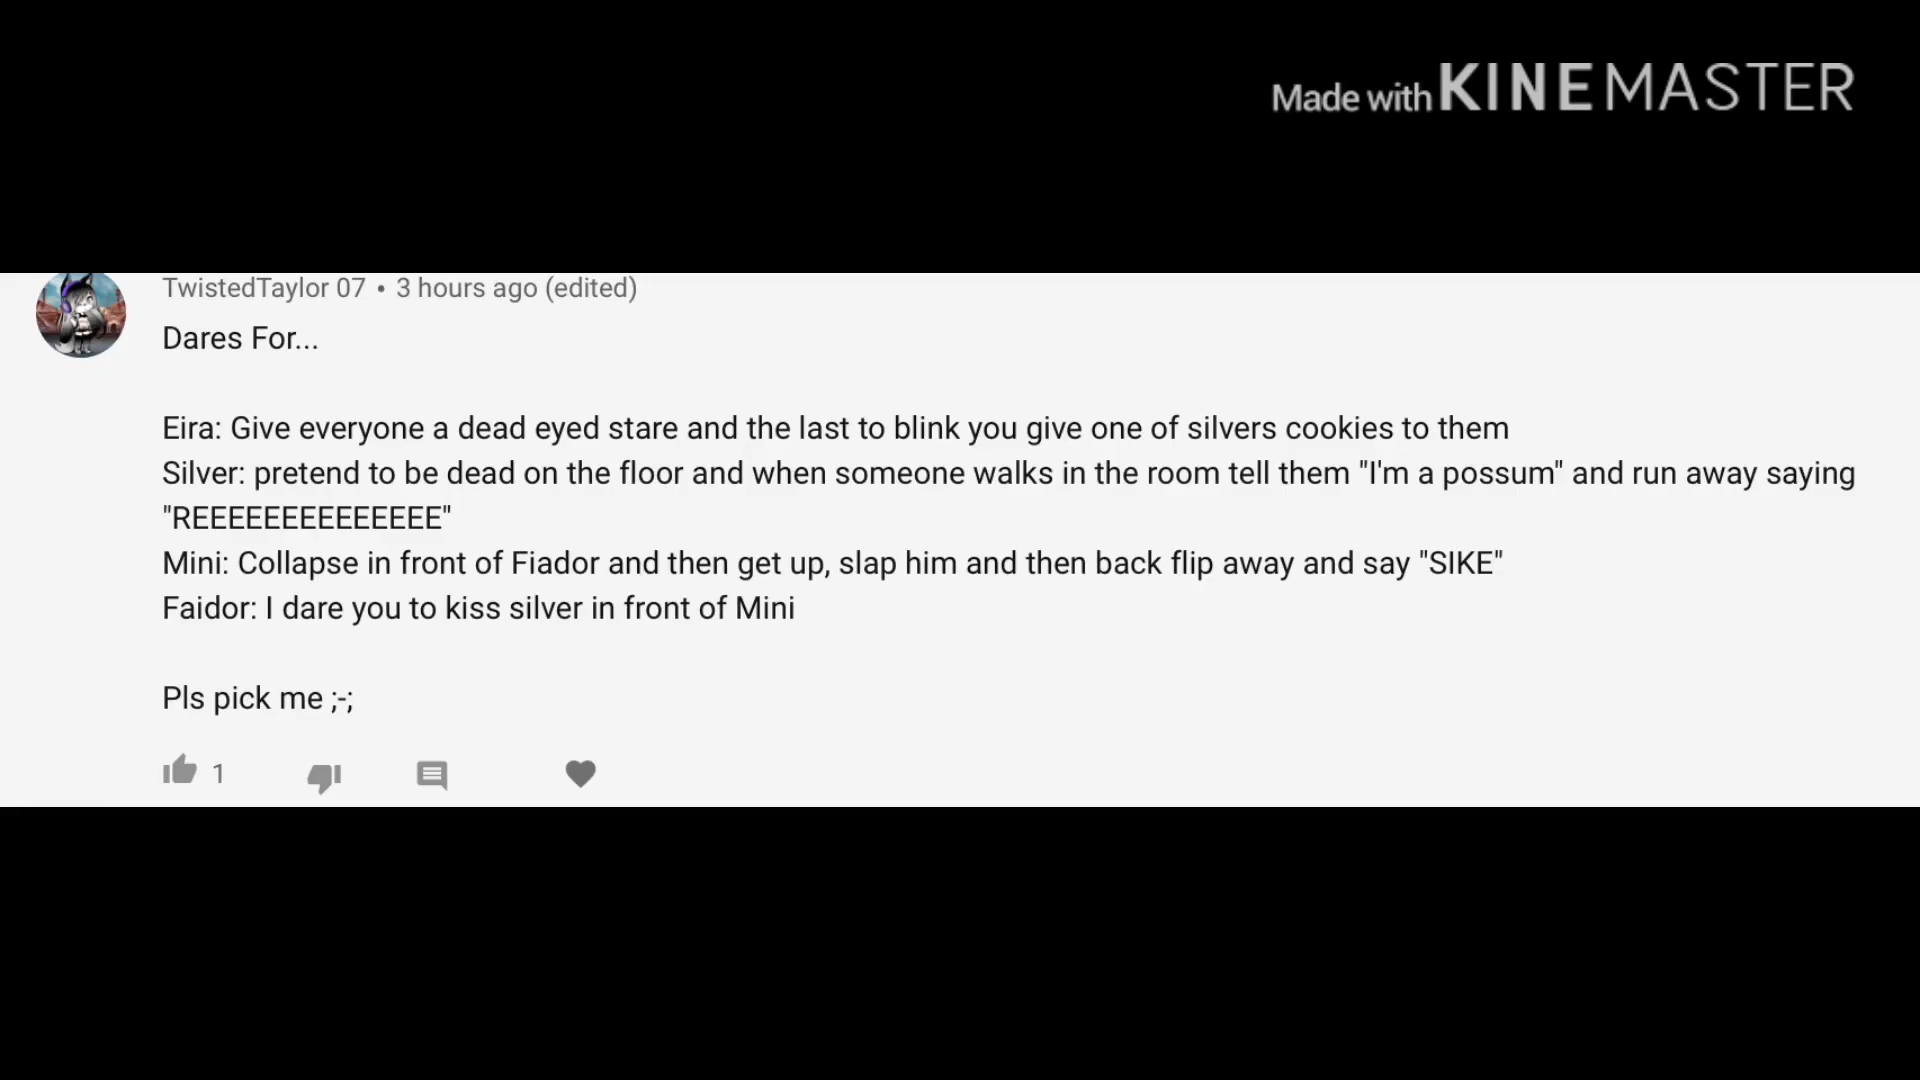 Made with KINEMASTER
TwistedTaylor 07 • 3 hours ago (edited)
Dares For...
Eira: Give everyone a dead eyed stare and the last to blink you give one of silvers cookies to them
Silver: pretend to be dead on the floor and when someone walks in the room tell them "I'm a possum" and run away saying
"REEEEEEEEEEEEEE"
Mini: Collapse in front of Fiador and then get up, slap him and then back flip away and say "SIKE"
Faidor: I dare you to kiss silver in front of Mini
Pls pick me ;-;
1